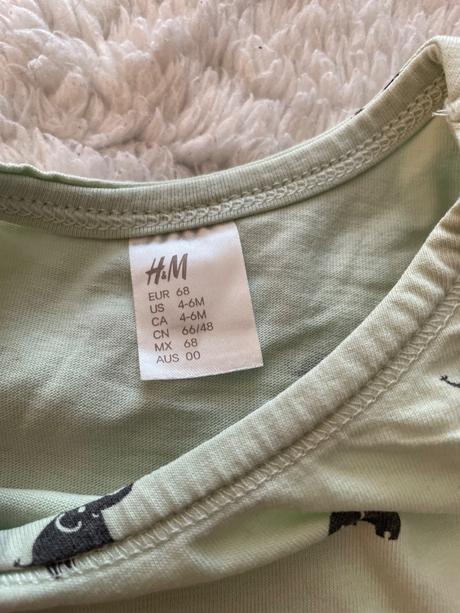 H&M
EUR 68
US 4-6M
CA 4-6M
CN 66/48
MX 68
AUS 00